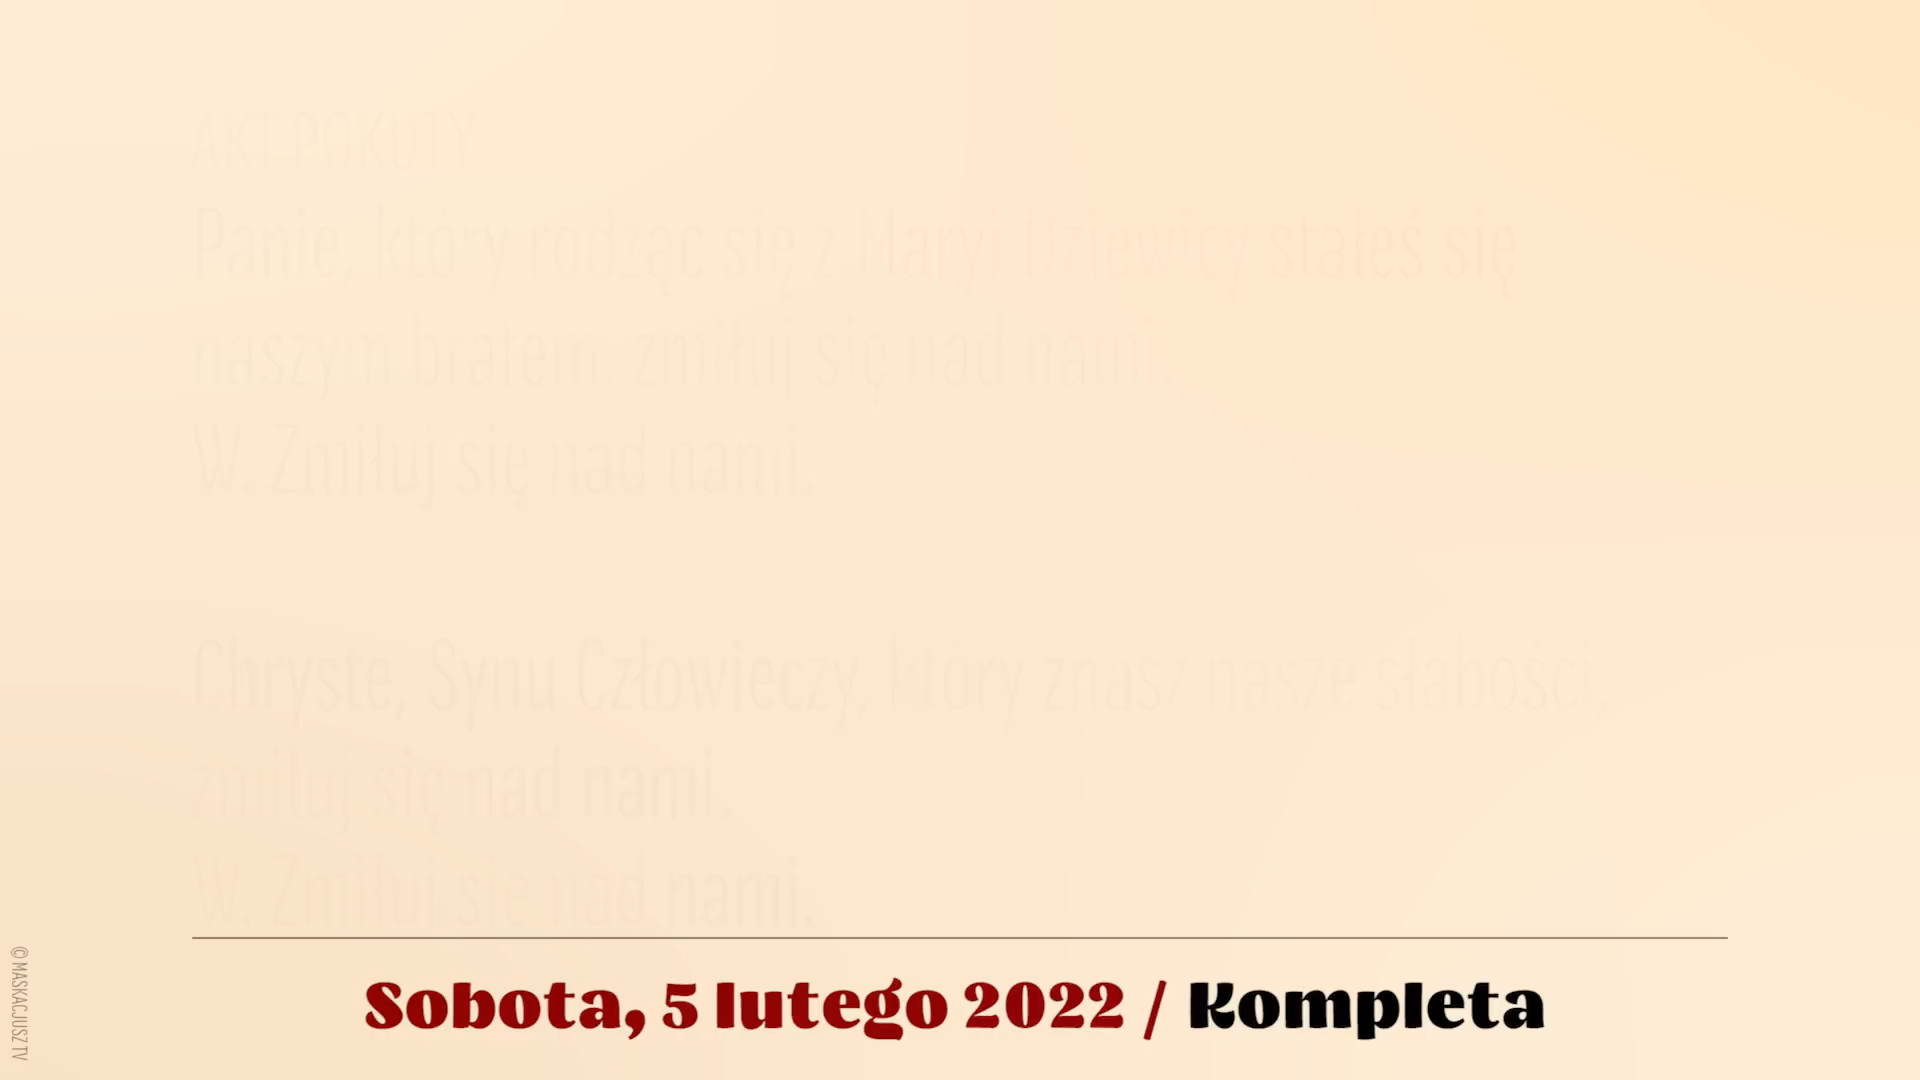 AKT POKUTY
Panie, który rodząc się z Maryi Dziewicy stałeś się
naszym bratem, zmiłuj się nad nami.
W. Zmiłuj się nad nami.
Chryste, Synu Człowieczy, który znasz nasze słabości,
zmiłuj się nad nami.
W. Zmiłuj się nad nami.
Sobota, 5 lutego 2022 / Kompleta
© MASKACJUSZ TV